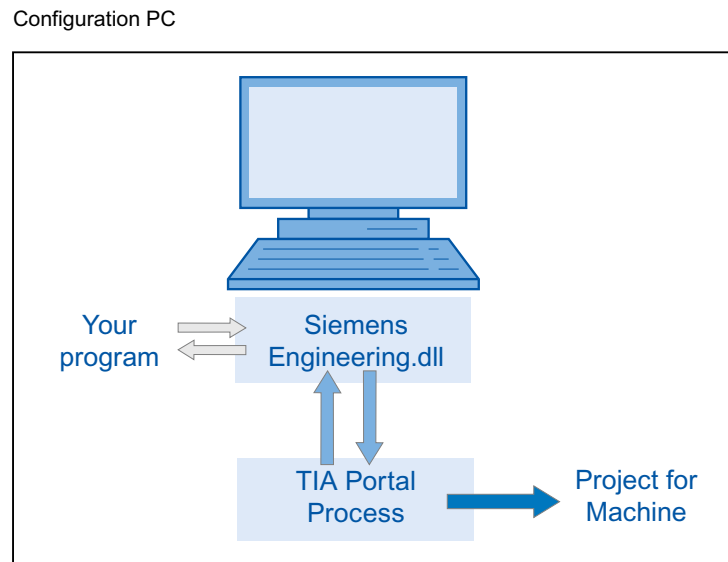 Configuration PC
Your
program
Siemens
Engineering.dll
TIA Portal
Process
Project for
Machine